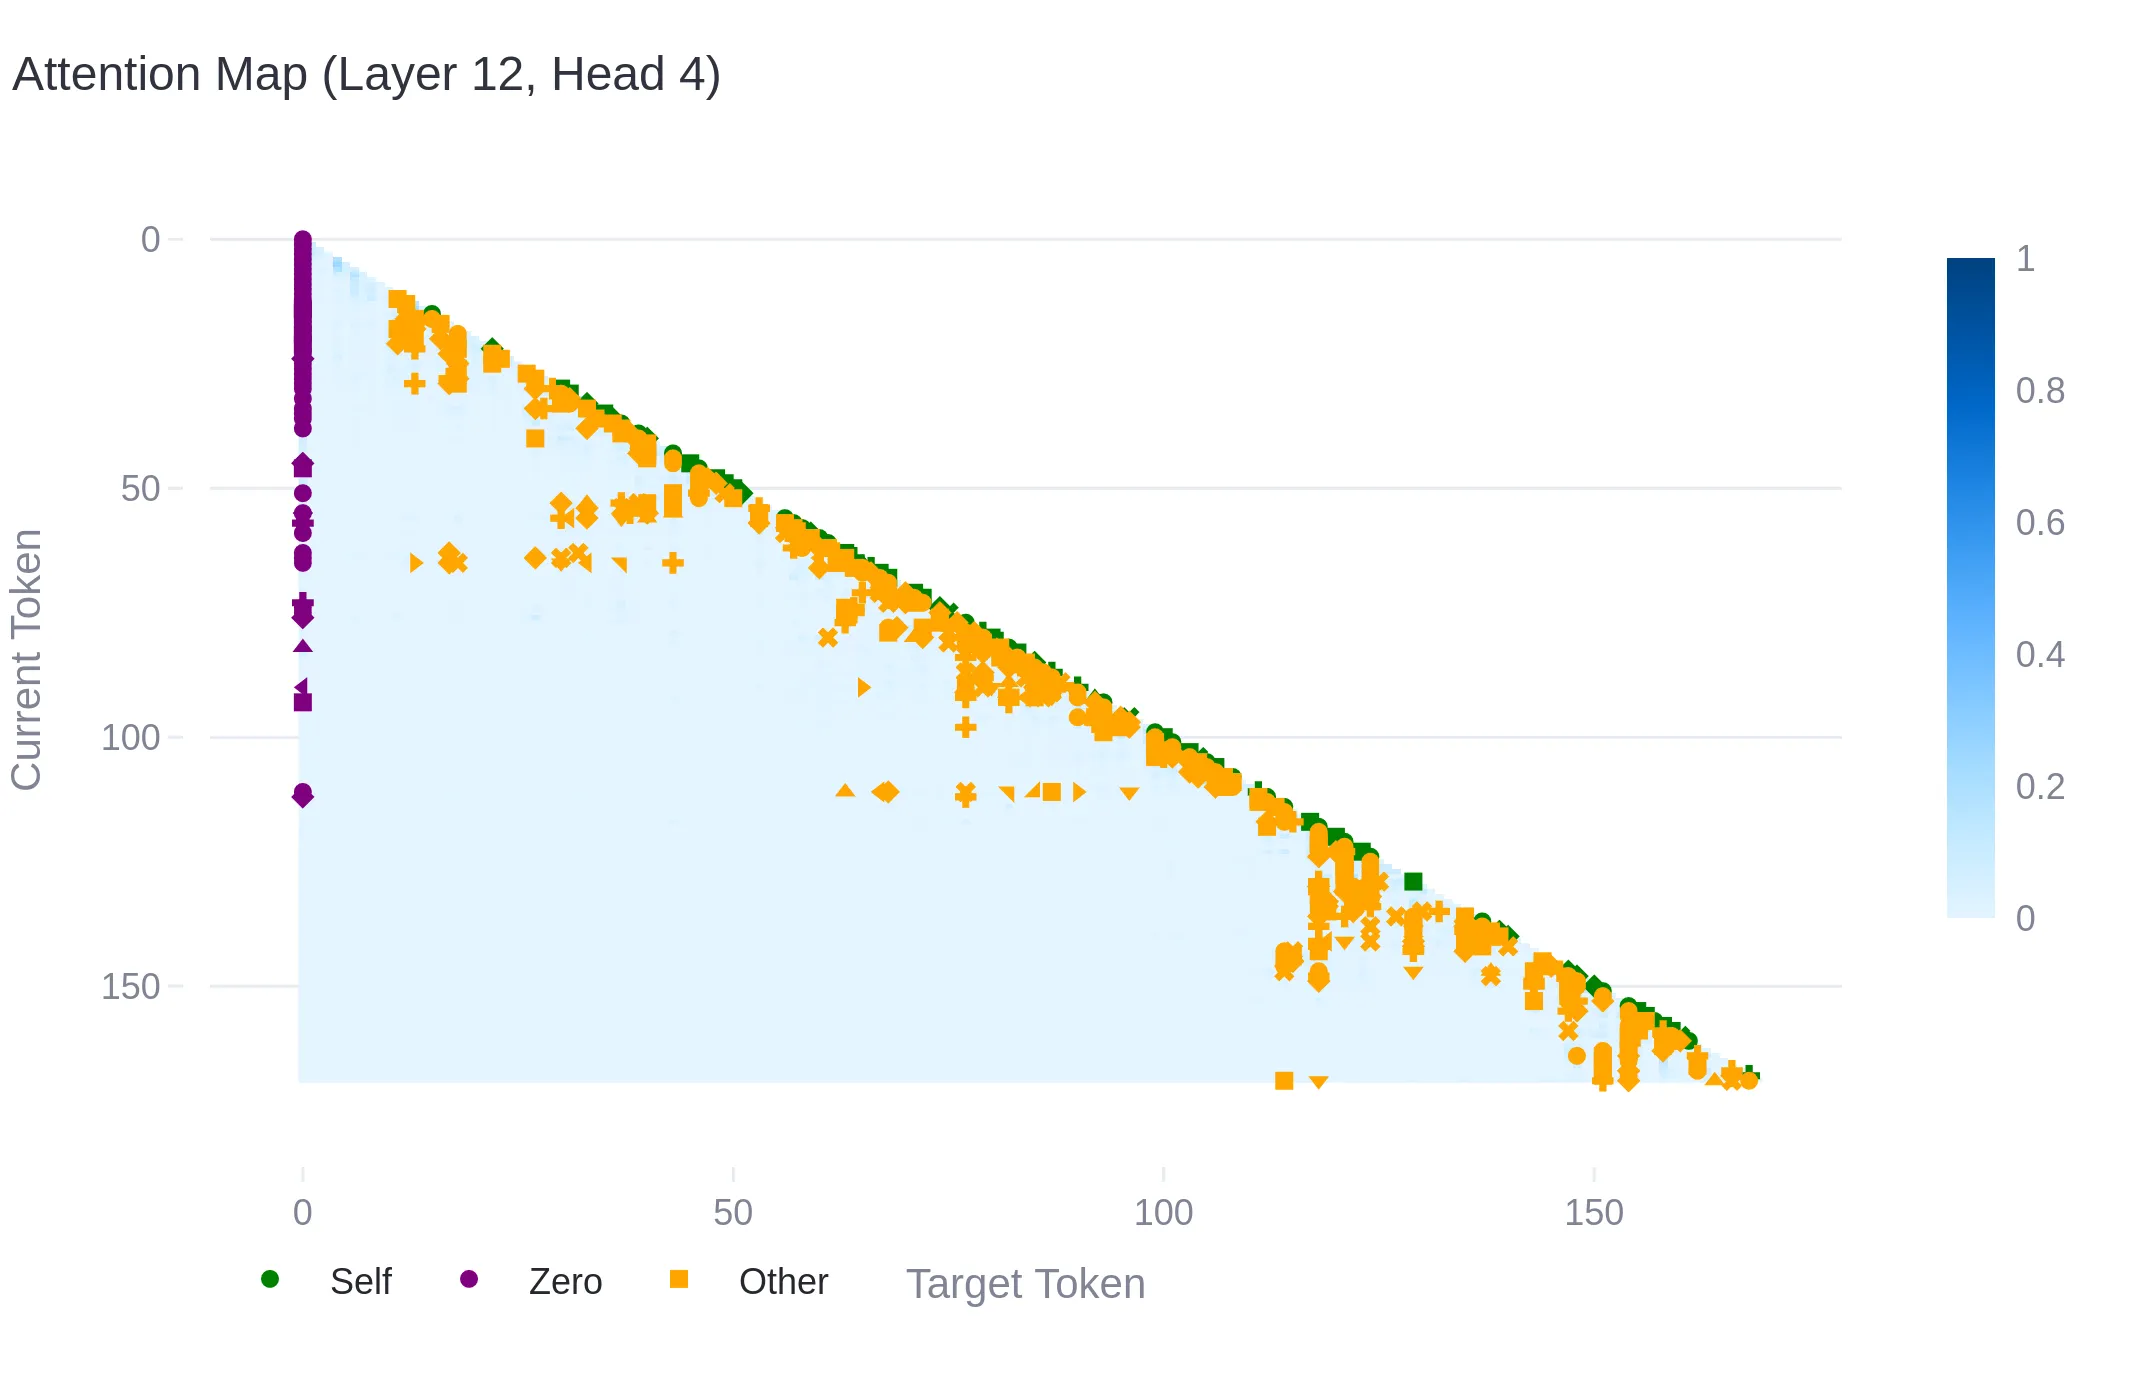 Attention Map (Layer 12, Head 4)
0
50
100
150
Current Token
0
50
100
150
Target Token
Self
Zero
Other
1
0.8
0.6
0.4
0.2
0